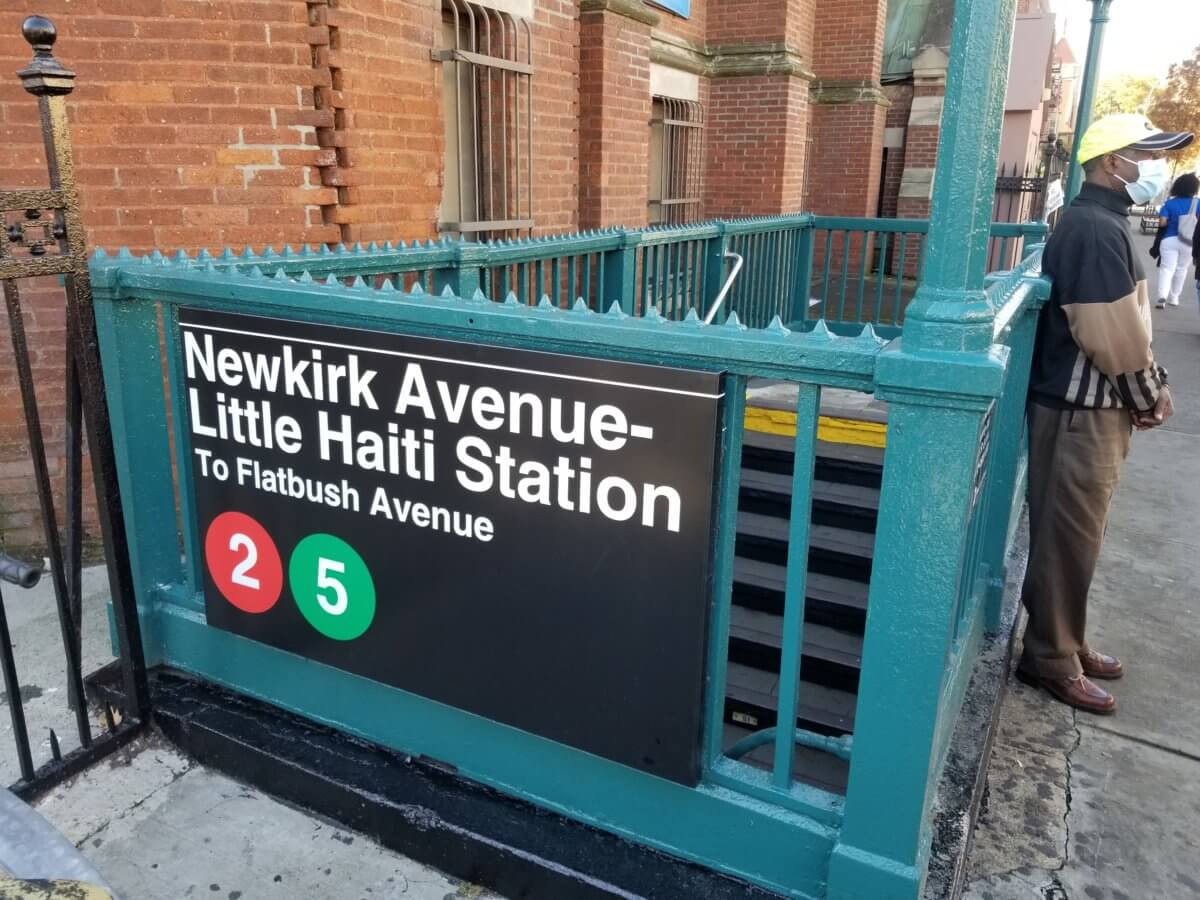 Newkirk Avenue-
Little Haiti Station
To Flatbush Avenue
2 5